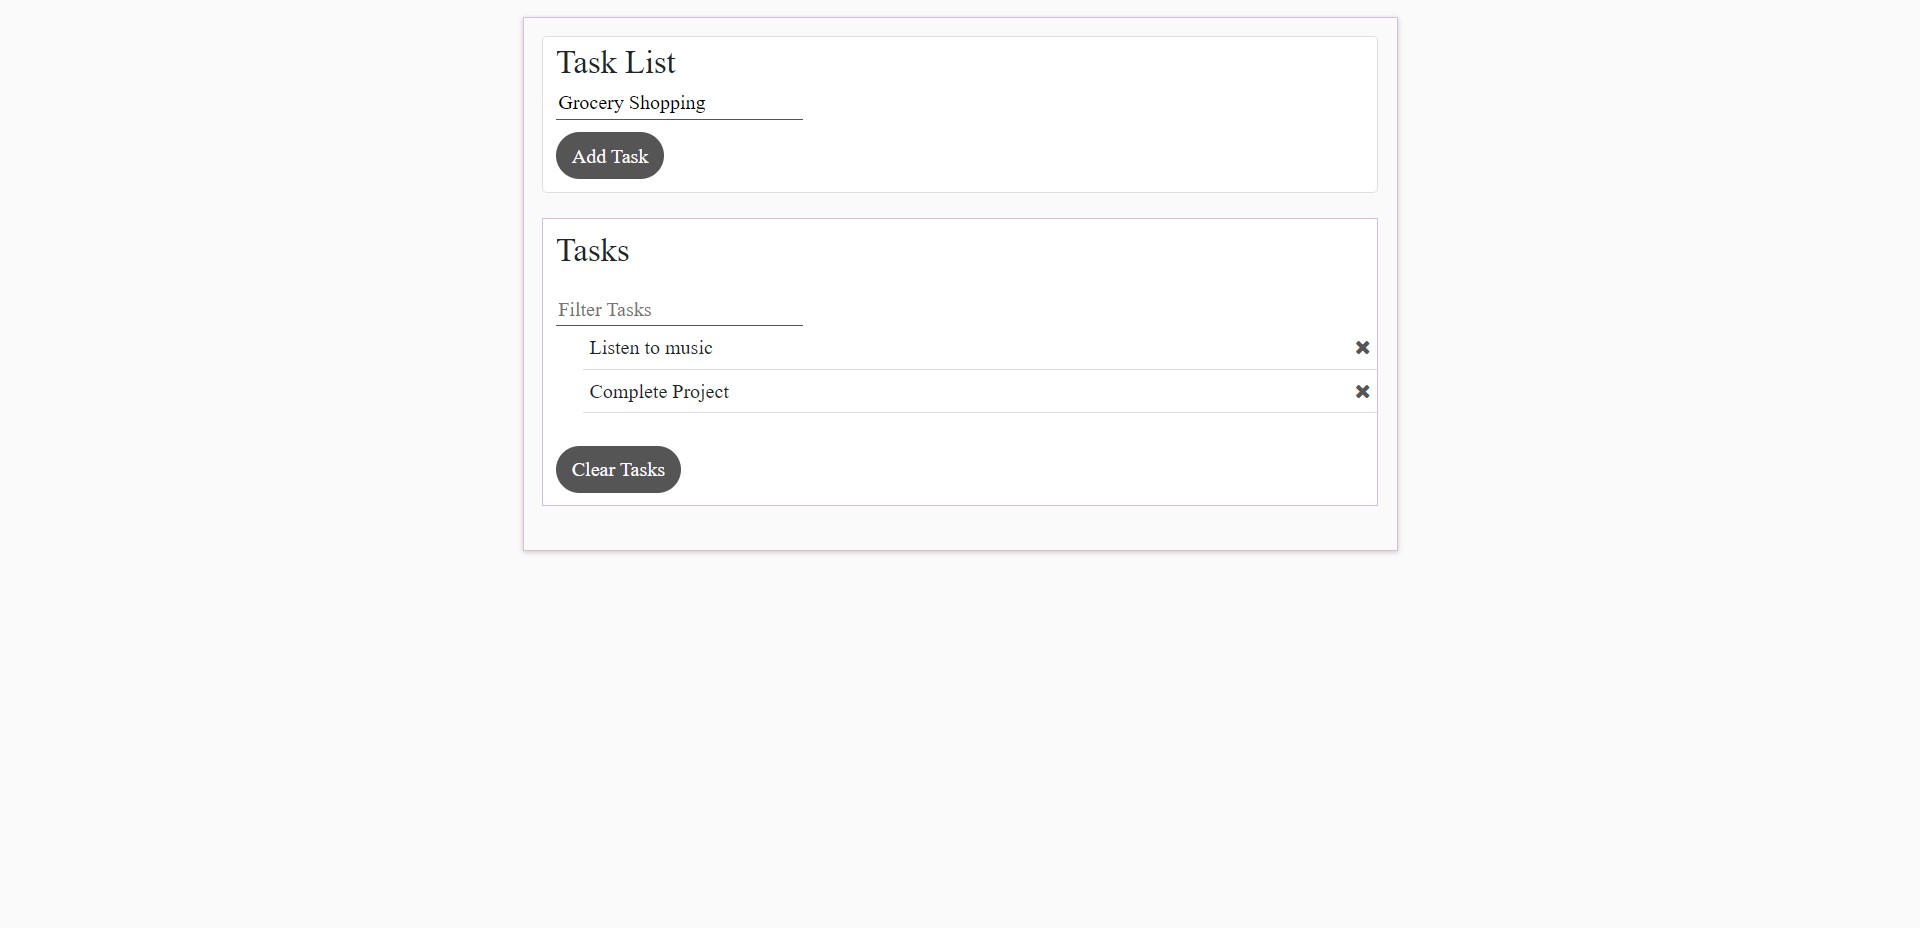 Task List
Grocery Shopping
Add Task
Tasks
Filter Tasks
Listen to music
Complete Project
Clear Tasks